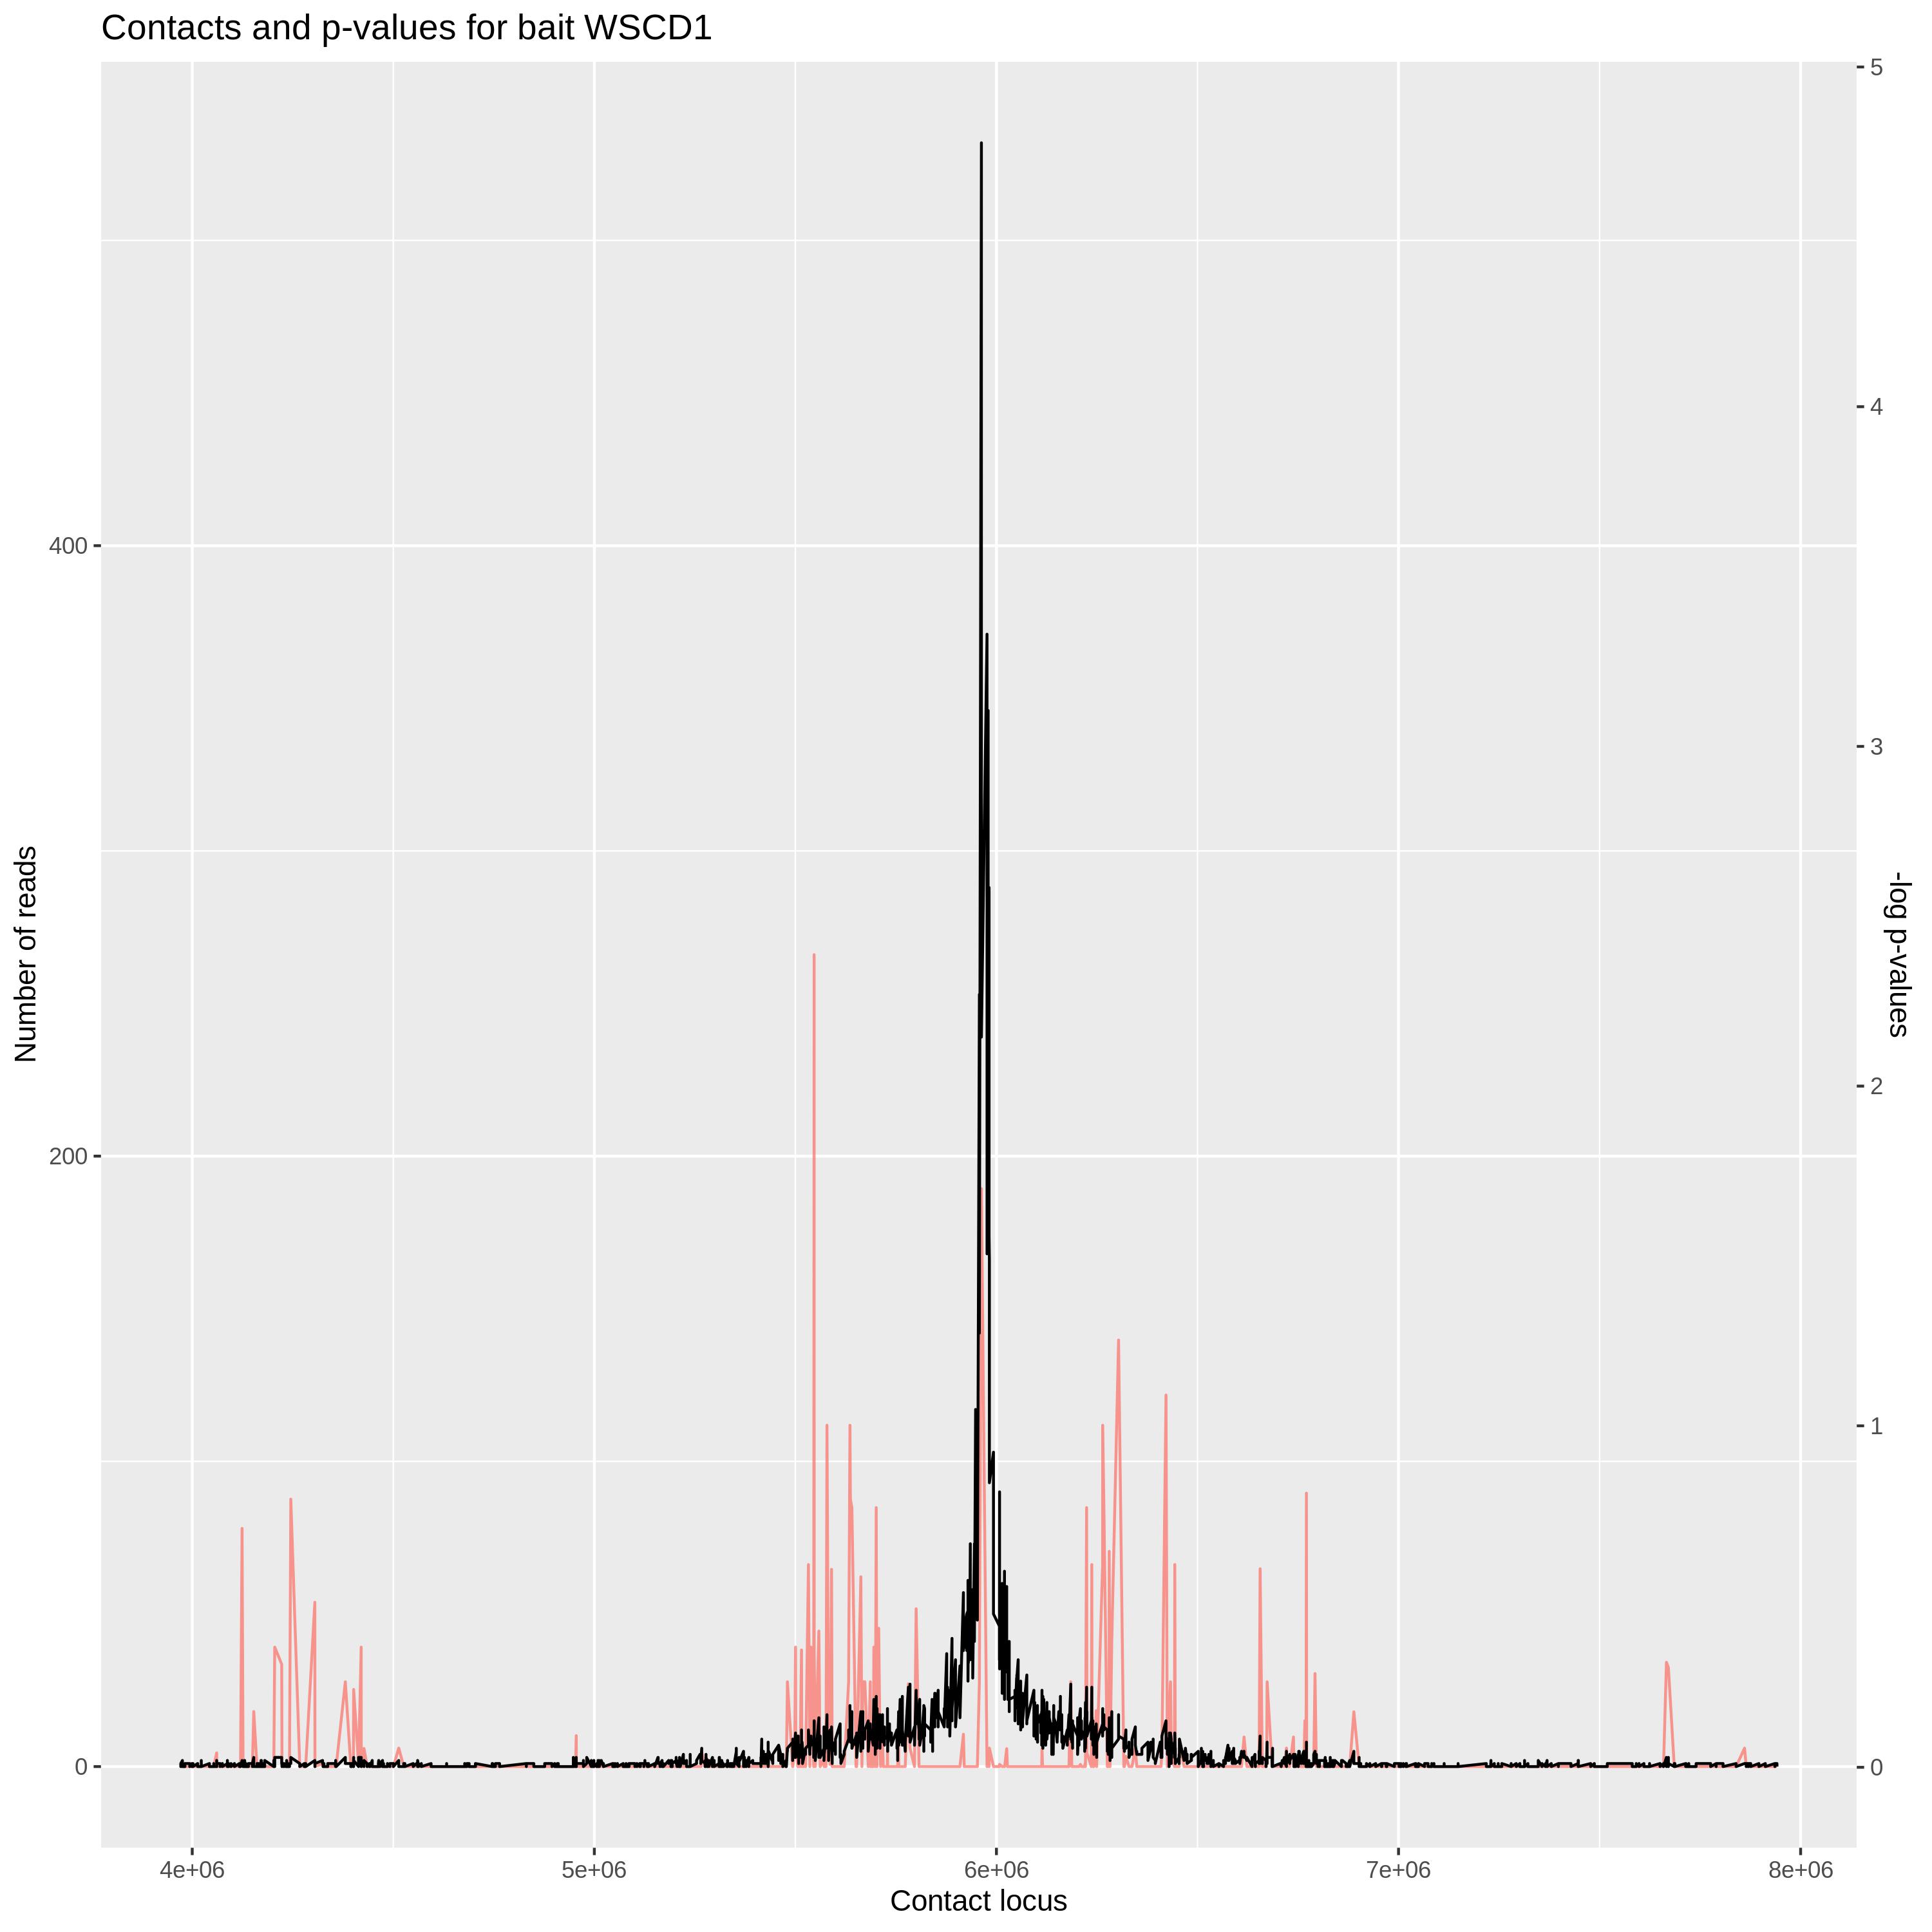 Contacts and p-values for bait WSCD1
5
4
400
3
Number of reads
-log p-values
2
200
1
0
0
4e+06
5e+06
6e+06
7e+06
8e+06
Contact locus